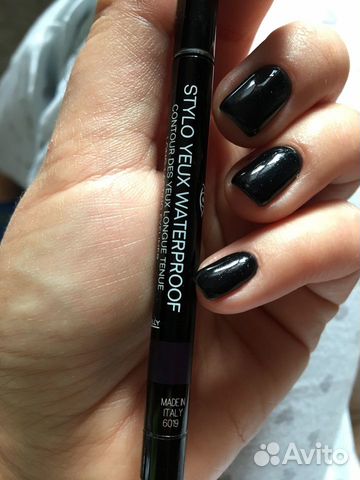 STYLO YEUX WATERPROOF
CONTOUR DES YEUX LONGUE TENUE
MADE IN
ITALY
6019
Avito